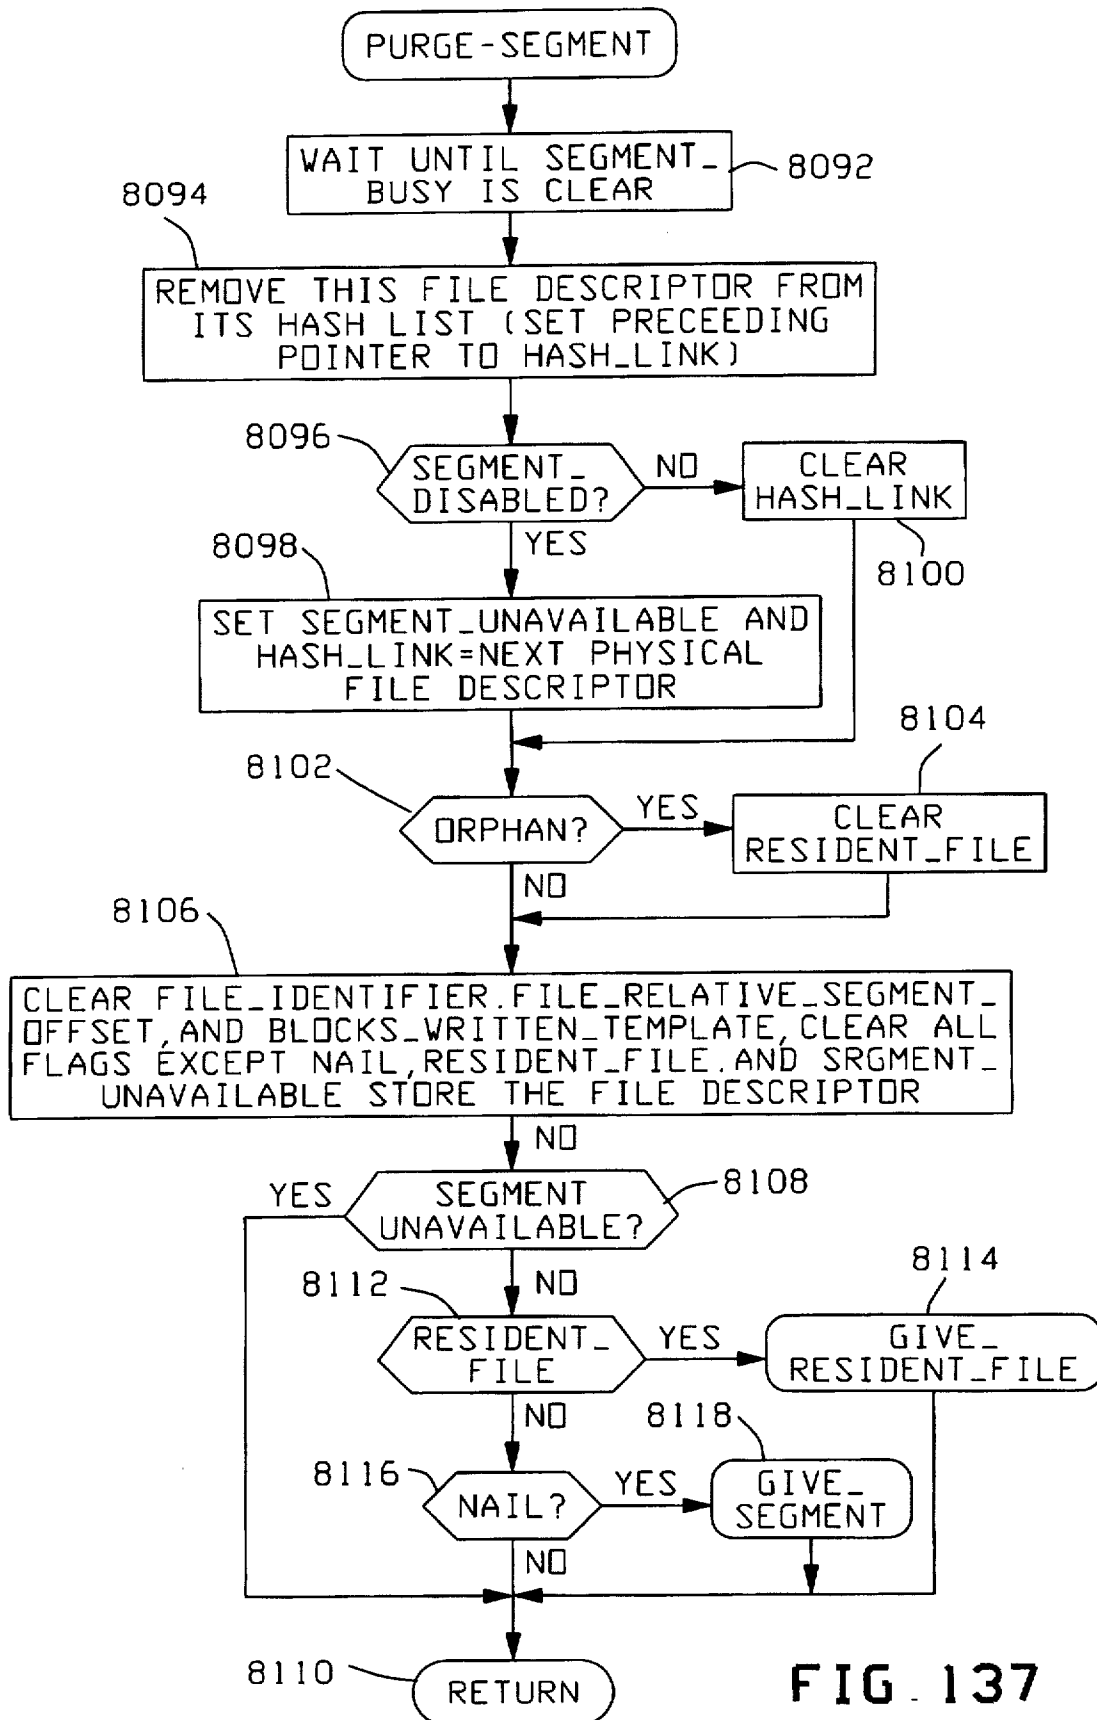 PURGE-SEGMENT
WAIT UNTIL SEGMENT_
BUSY IS CLEAR
8092
8094
REMOVE THIS FILE DESCRIPTOR FROM
ITS HASH LIST (SET PRECEEDING
POINTER TO HASH_LINK)
8096
SEGMENT_
DISABLED?
NO
CLEAR
HASH_LINK
8100
YES
8098
SET SEGMENT_UNAVAILABLE AND
HASH_LINK=NEXT PHYSICAL
FILE DESCRIPTOR
8102
ORPHAN?
YES
8104
CLEAR
RESIDENT_FILE
NO
8106
CLEAR FILE_IDENTIFIER.FILE_RELATIVE_SEGMENT_
OFFSET,AND BLOCKS_WRITTEN_TEMPLATE,CLEAR ALL
FLAGS EXCEPT NAIL,RESIDENT_FILE.AND SRGMENT_
UNAVAILABLE STORE THE FILE DESCRIPTOR
NO
YES
SEGMENT
UNAVAILABLE?
8108
NO
8112
RESIDENT_
FILE
YES
8114
GIVE_
RESIDENT_FILE
NO
8116
NAIL?
YES
8118
GIVE_
SEGMENT
NO
8110
RETURN
FIG. 137